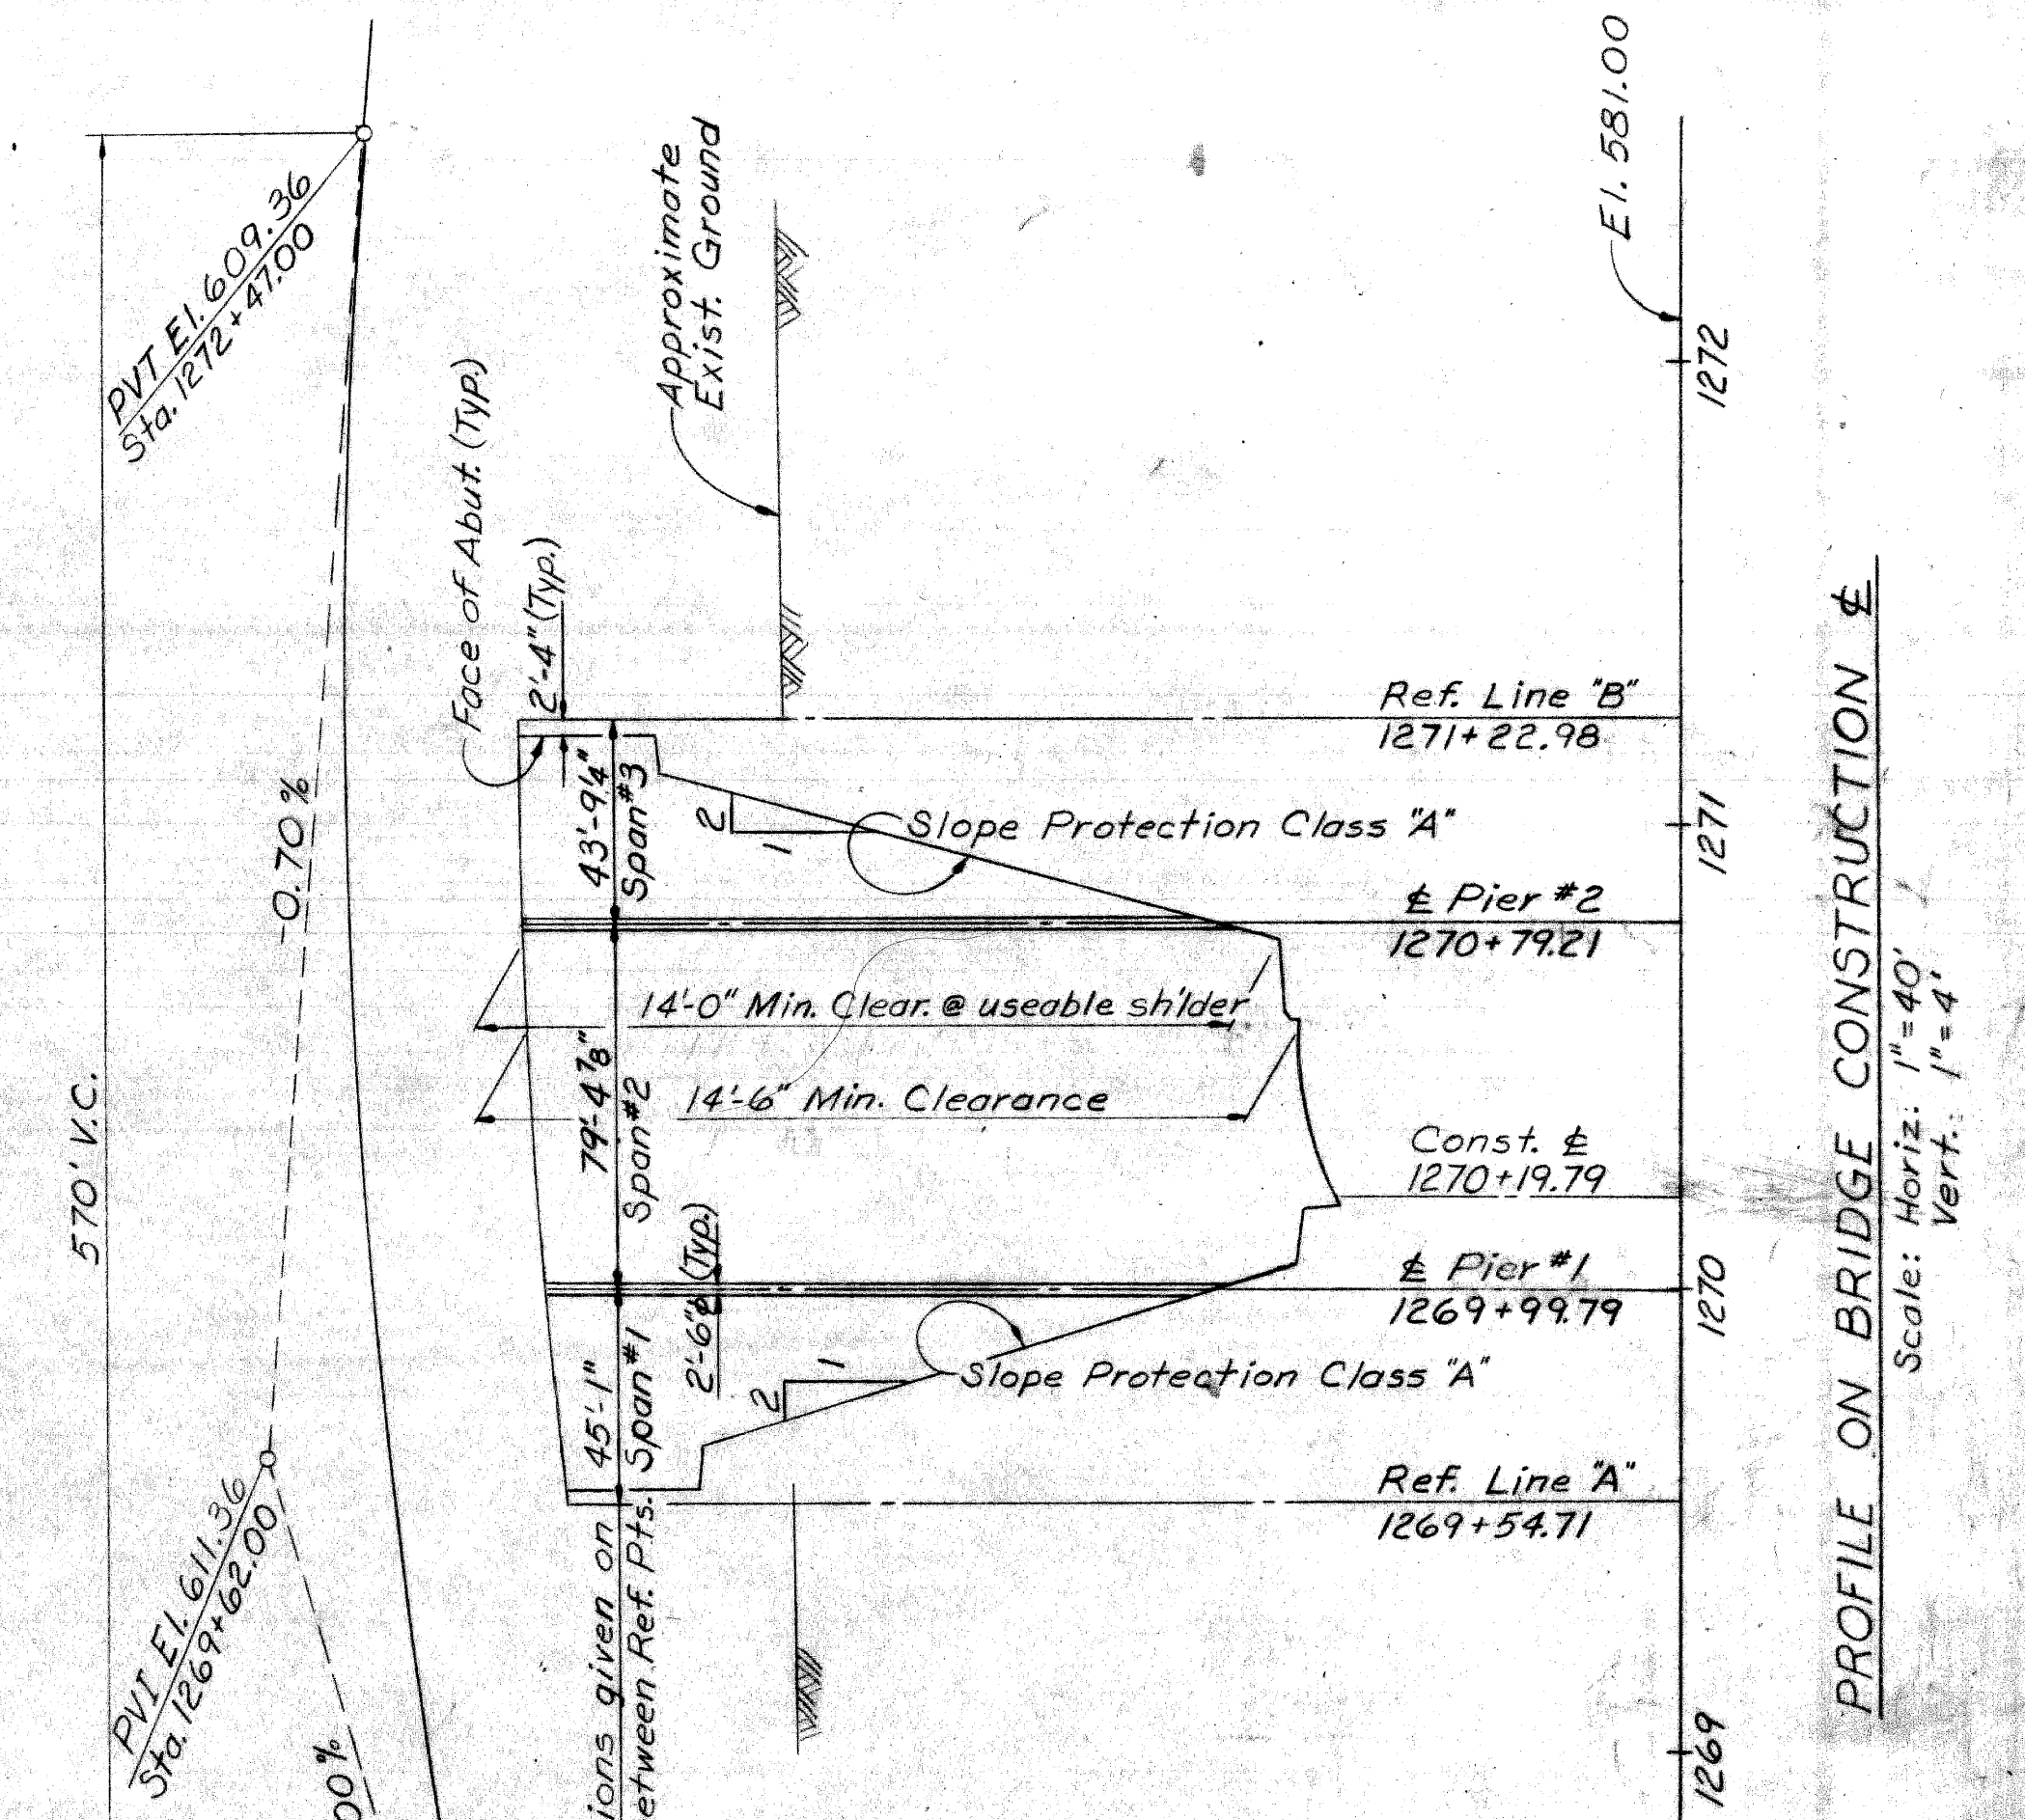 570' V.C.
PVT El. 609.36
Sta. 1272+47.00
-0.70%
PVI El. 611.36
Sta. 1269+62.00
00%
Face of Abut. (Typ.)
2'-4" (Typ.)
Approximate
Exist. Ground
El. 581.00
43'-9¼"
Span #3
79'-4⅞"
Span #2
45'-1"
Span #1
2'-6" (Typ.)
ions given on
etween Ref. Pts.
2
1
Slope Protection Class "A"
14'-0" Min. Clear. @ useable sh'lder
14'-6" Min. Clearance
2
1
Slope Protection Class "A"
Ref. Line "B"
1271+22.98
℄ Pier #2
1270+79.21
Const. ℄
1270+19.79
℄ Pier #1
1269+99.79
Ref. Line "A"
1269+54.71
1269
1270
1271
1272
PROFILE ON BRIDGE CONSTRUCTION ℄
Scale: Horiz: 1"=40'
Vert.: 1"=4'